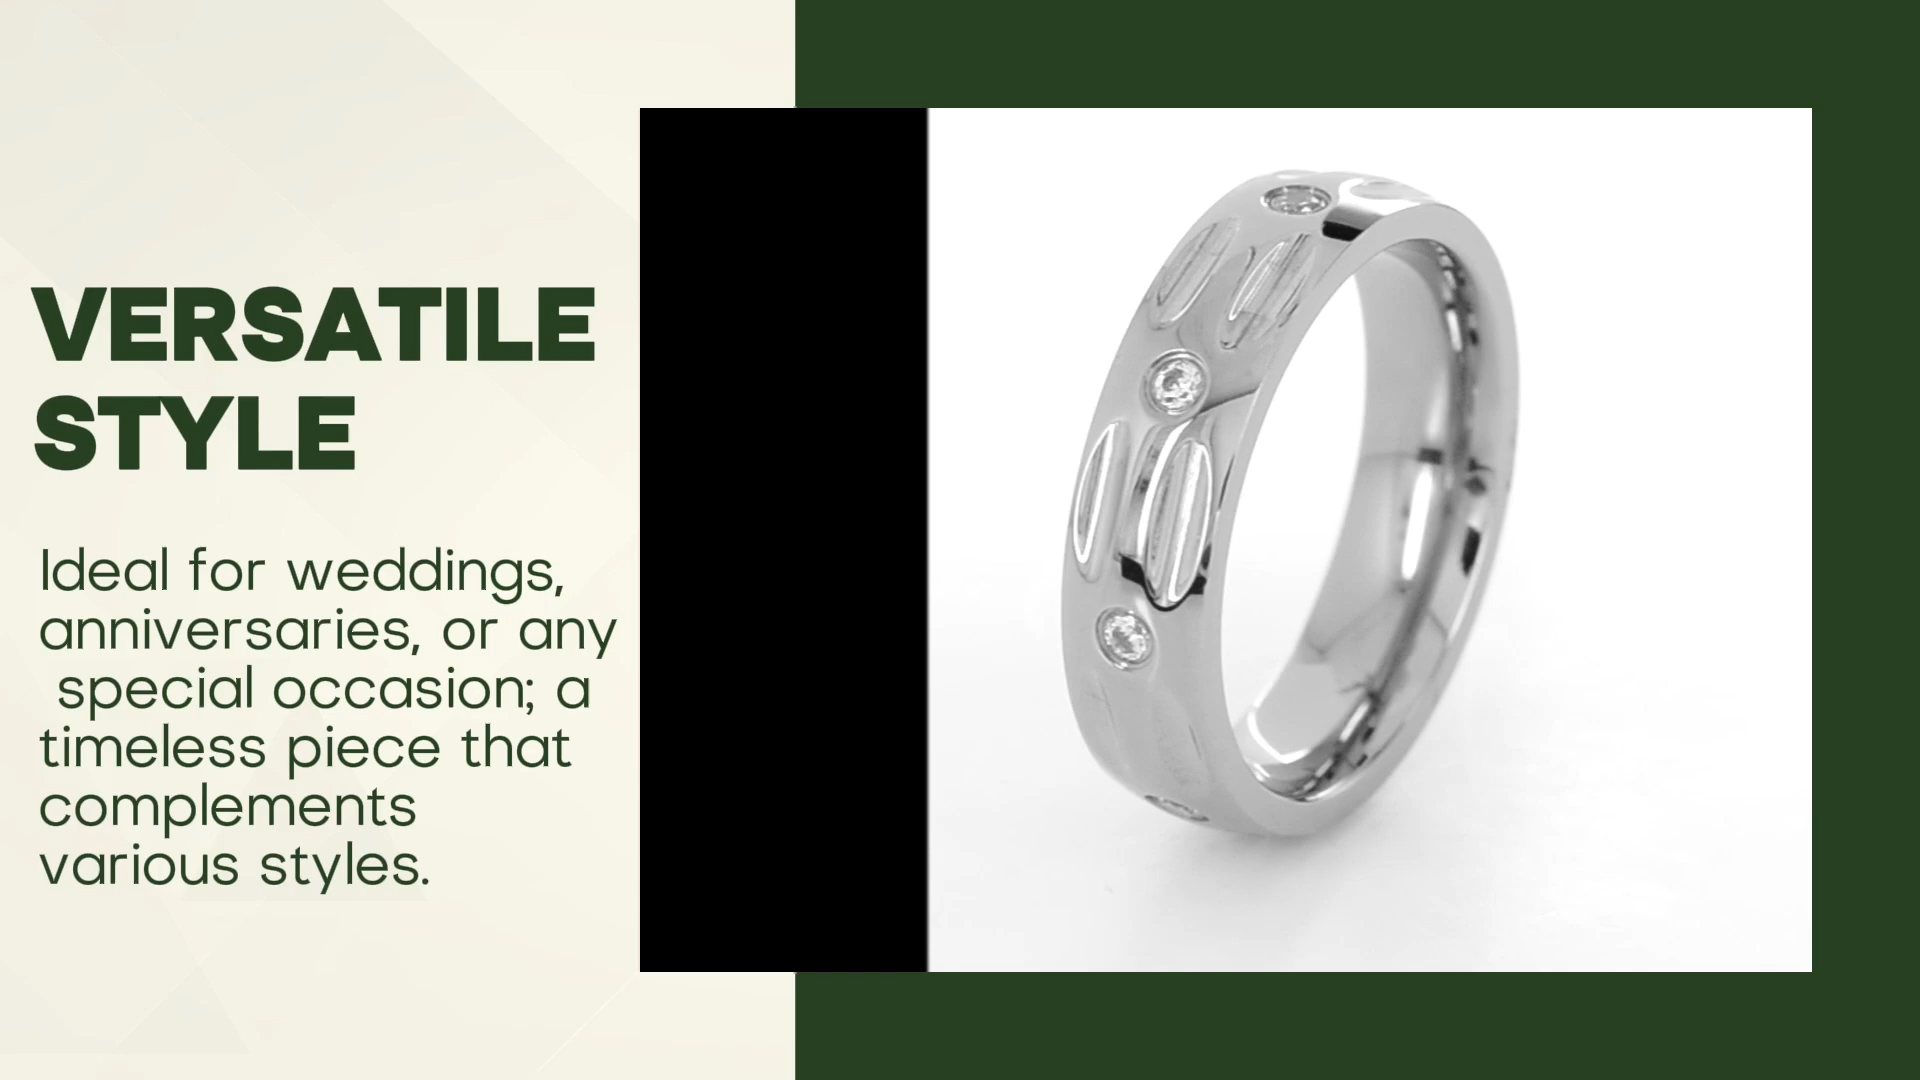 VERSATILE
STYLE
Ideal for weddings,
anniversaries, or any
special occasion; a
timeless piece that
complements
various styles.